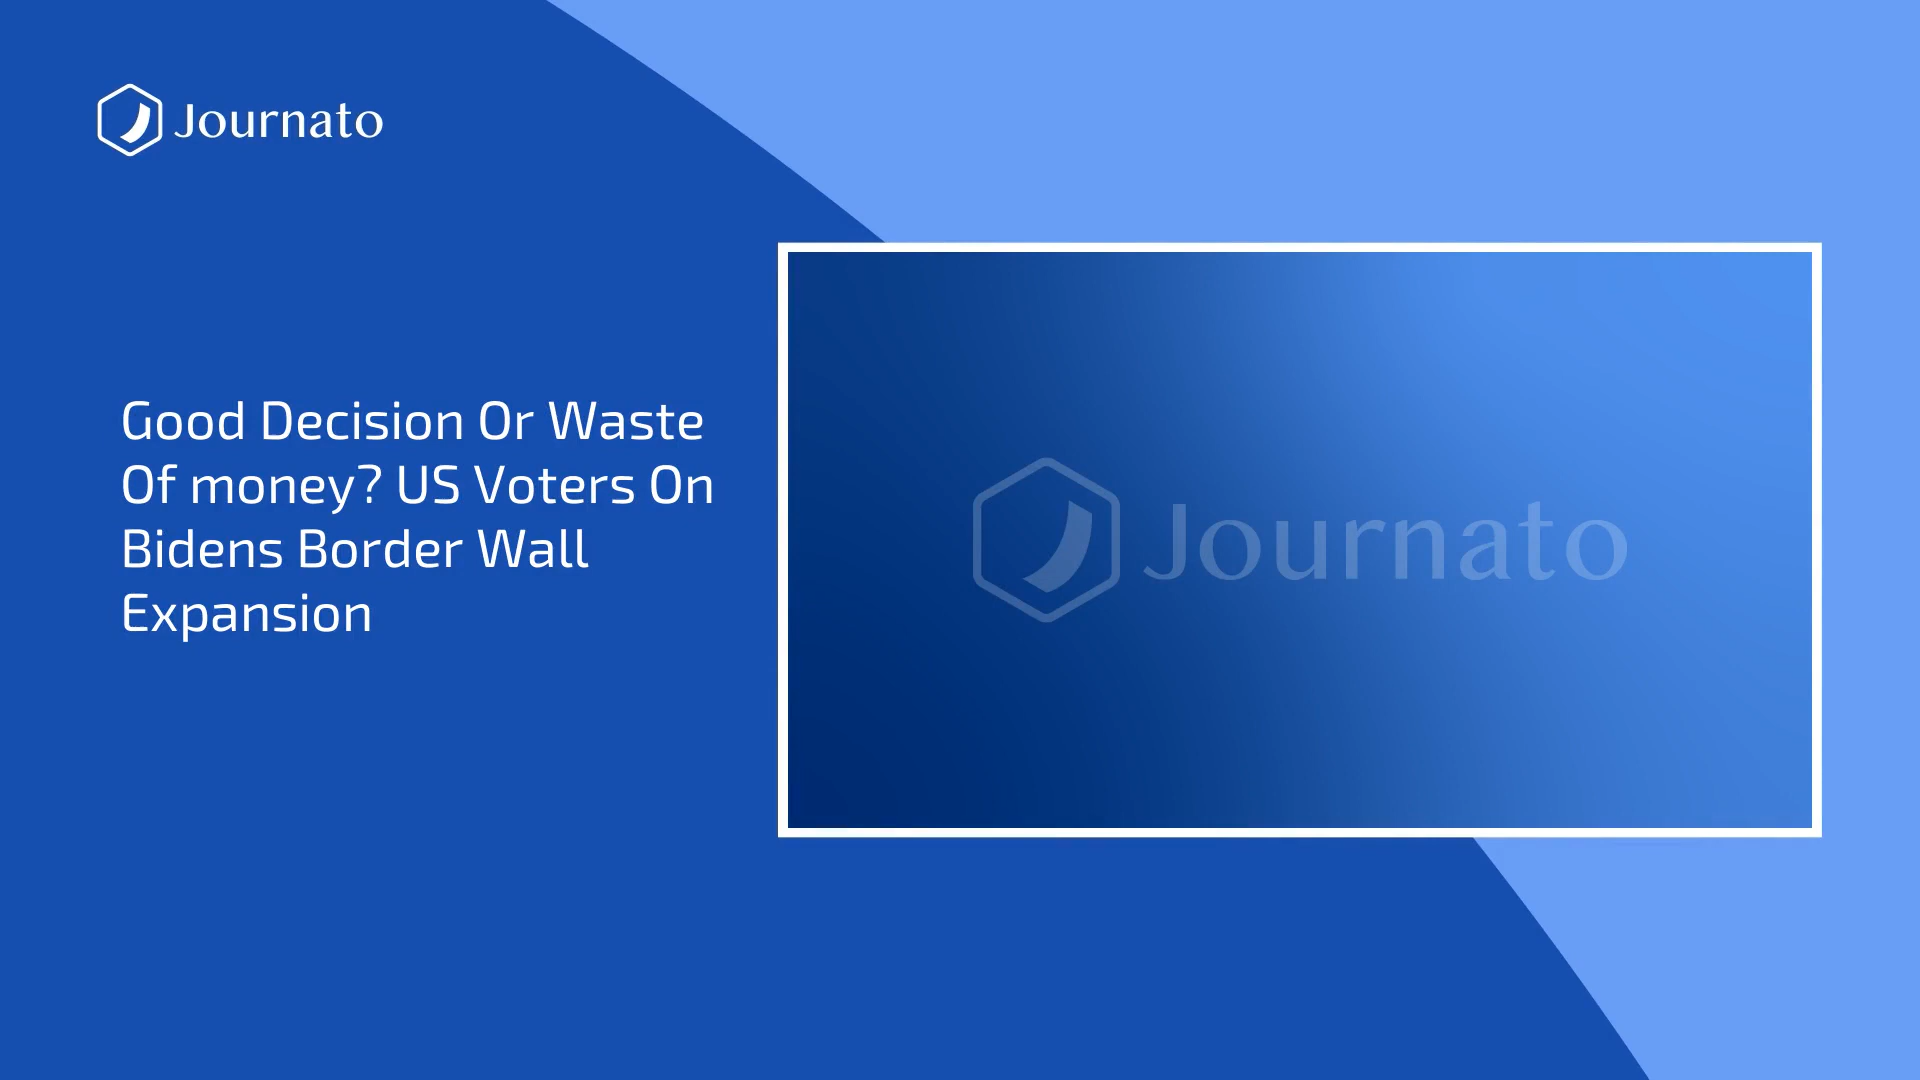 Journato
Good Decision Or Waste
Of money? US Voters On
Bidens Border Wall
Expansion
Journato